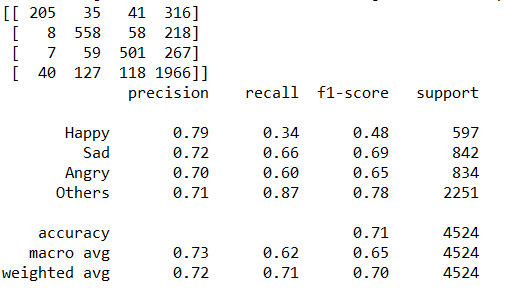 [[ 205 35 41 316]
[ 8 558 58 218]
[ 7 59 501 267]
[ 40 127 118 1966]]
precision recall f1-score support
Happy 0.79 0.34 0.48 597
Sad 0.72 0.66 0.69 842
Angry 0.70 0.60 0.65 834
Others 0.71 0.87 0.78 2251
accuracy 0.71 4524
macro avg 0.73 0.62 0.65 4524
weighted avg 0.72 0.71 0.70 4524